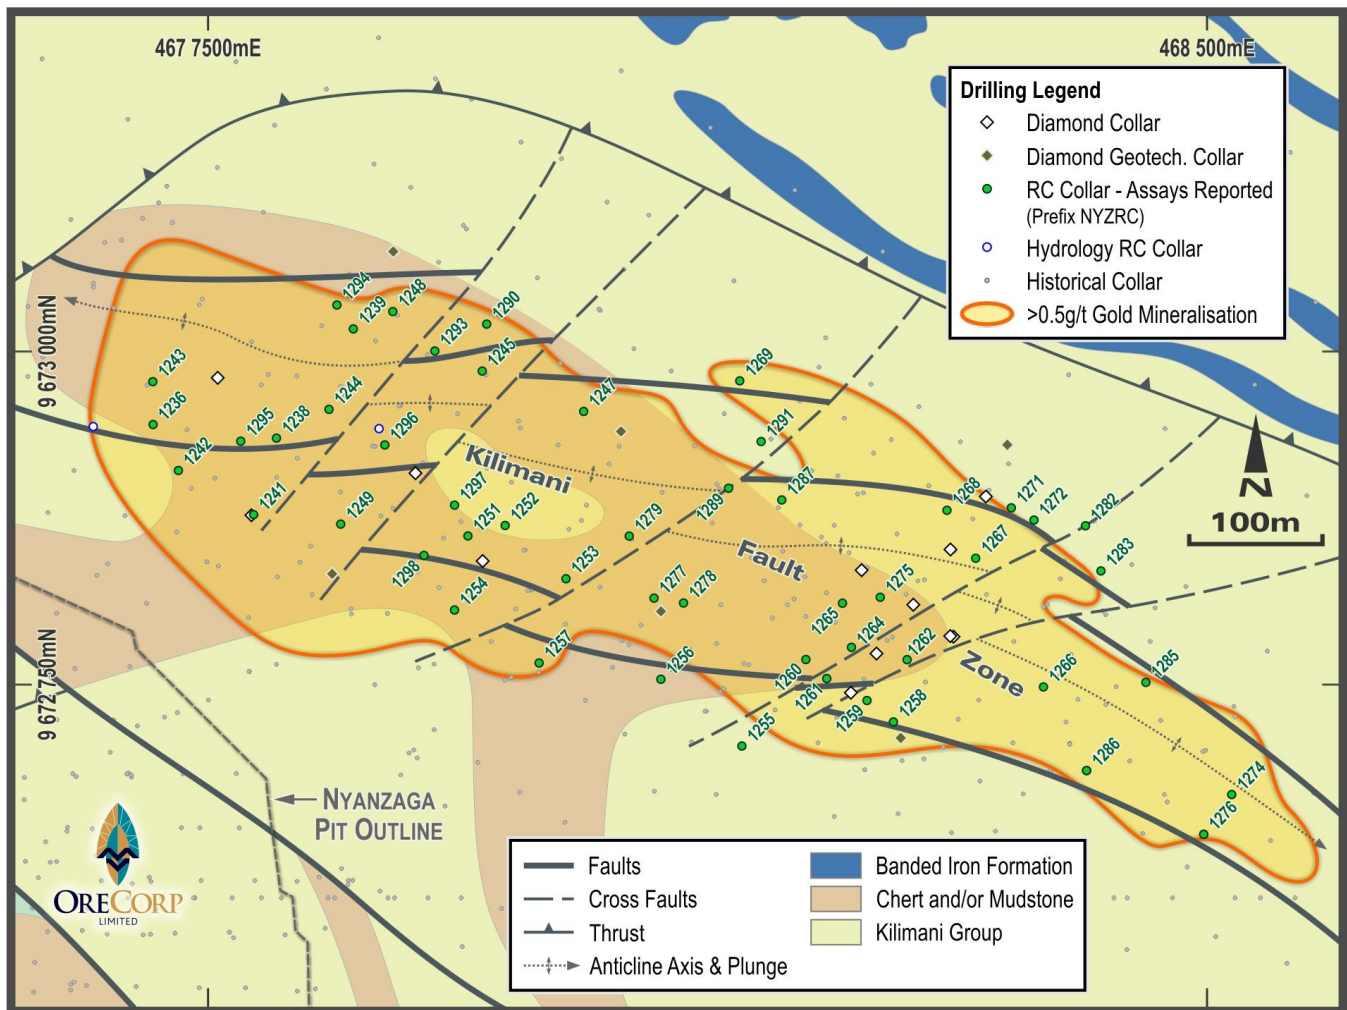 467 7500mE
468 500mE
Drilling Legend
Diamond Collar
Diamond Geotech. Collar
RC Collar - Assays Reported
(Prefix NYZRC)
Hydrology RC Collar
Historical Collar
>0.5g/t Gold Mineralisation
9 673 000mN
9 672 750mN
1294
1239
1248
1290
1293
1245
1243
1236
1244
1295
1238
1242
1296
1241
1249
1247
1269
1291
1287
1289
Kilimani
1297
1251
1252
1279
1298
1254
1253
Fault
1268
1271
1272
1282
1267
1283
1277
1278
1275
1265
1264
1262
1257
1256
1260
1261
1259
1258
1255
Zone
1266
1285
1286
1274
1276
N
100m
NYANZAGA
PIT OUTLINE
ORECORP
LIMITED
Faults
Cross Faults
Thrust
Anticline Axis & Plunge
Banded Iron Formation
Chert and/or Mudstone
Kilimani Group